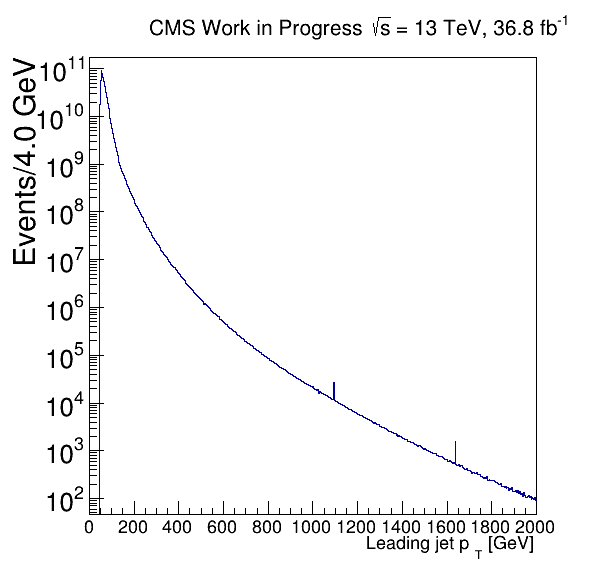 CMS Work in Progress √s = 13 TeV, 36.8 fb⁻¹
Events/4.0 GeV
10¹¹
10¹⁰
10⁹
10⁸
10⁷
10⁶
10⁵
10⁴
10³
10²
0 200 400 600 800 1000 1200 1400 1600 1800 2000
Leading jet p_T [GeV]